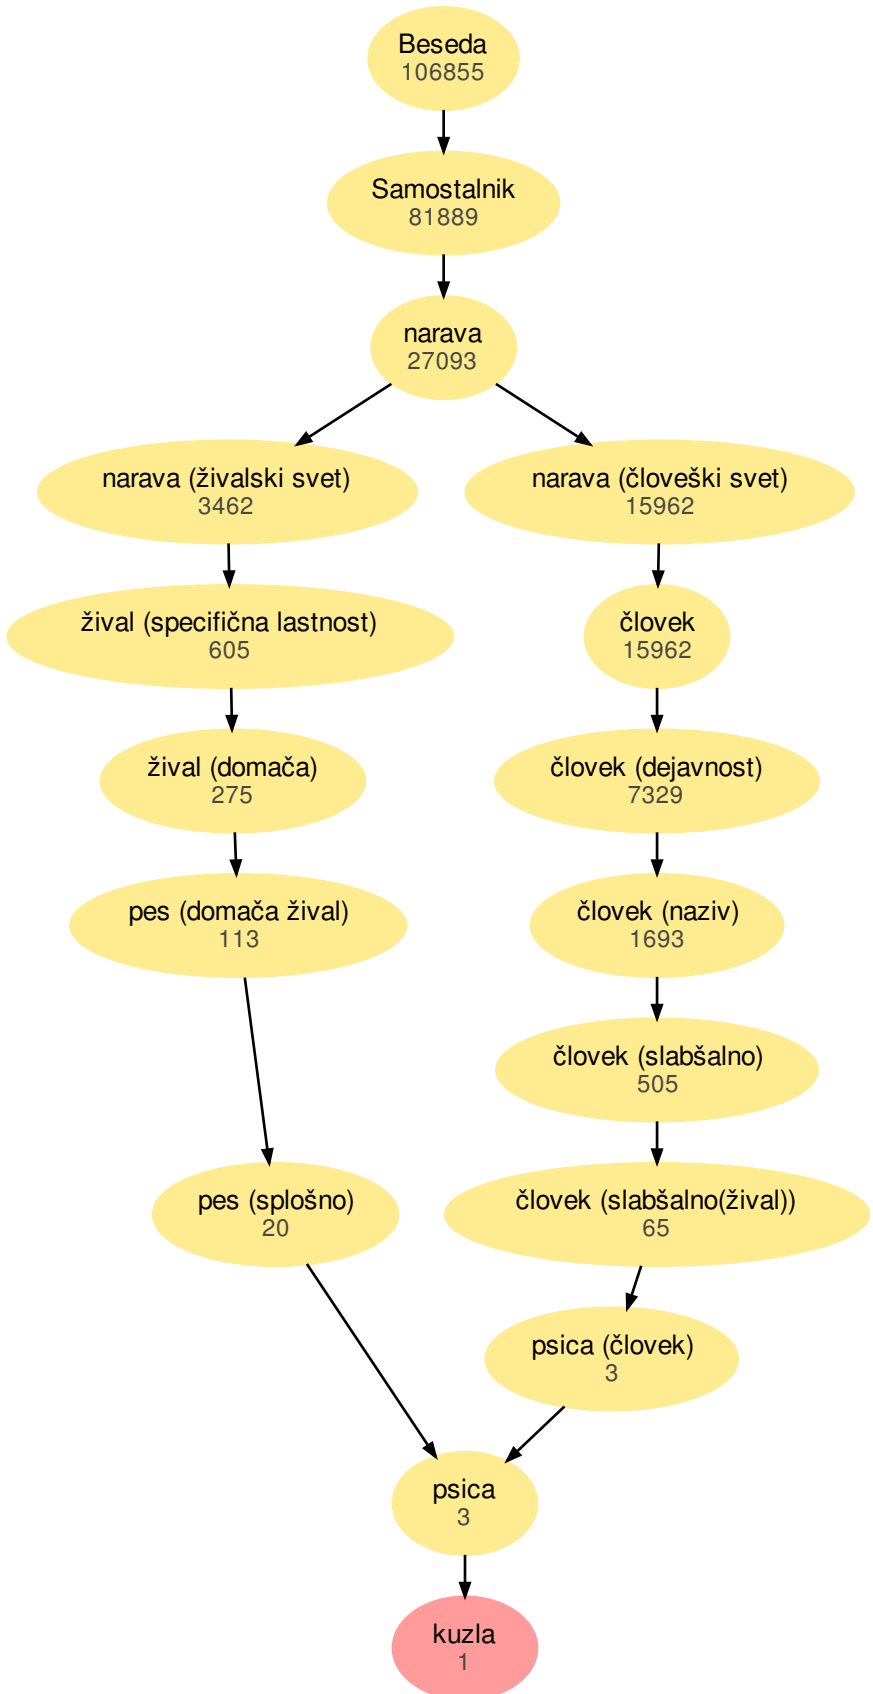 Beseda
106855
Samostalnik
81889
narava
27093
narava (živalski svet)
3462
narava (človeški svet)
15962
žival (specifična lastnost)
605
človek
15962
žival (domača)
275
človek (dejavnost)
7329
pes (domača žival)
113
človek (naziv)
1693
človek (slabšalno)
505
pes (splošno)
20
človek (slabšalno(žival))
65
psica (človek)
3
psica
3
kuzla
1